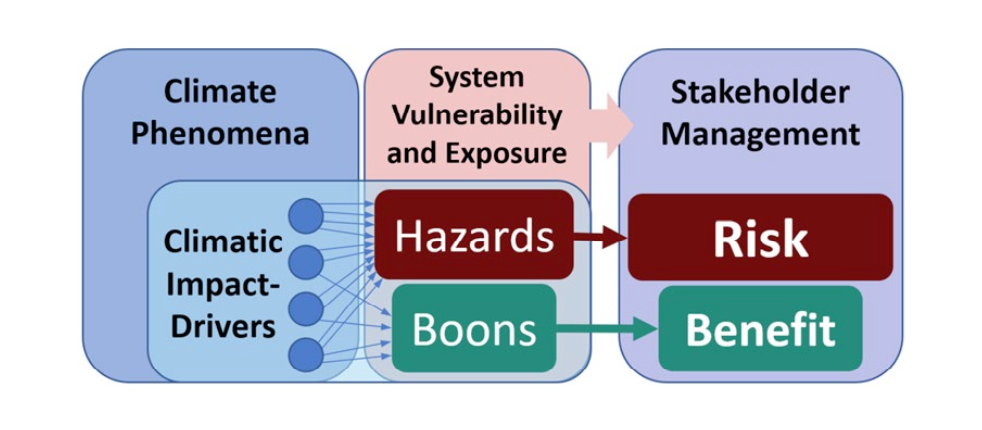 Climate
Phenomena
System
Vulnerability
and Exposure
Stakeholder
Management
Climatic
Impact-
Drivers
Hazards
Risk
Boons
Benefit